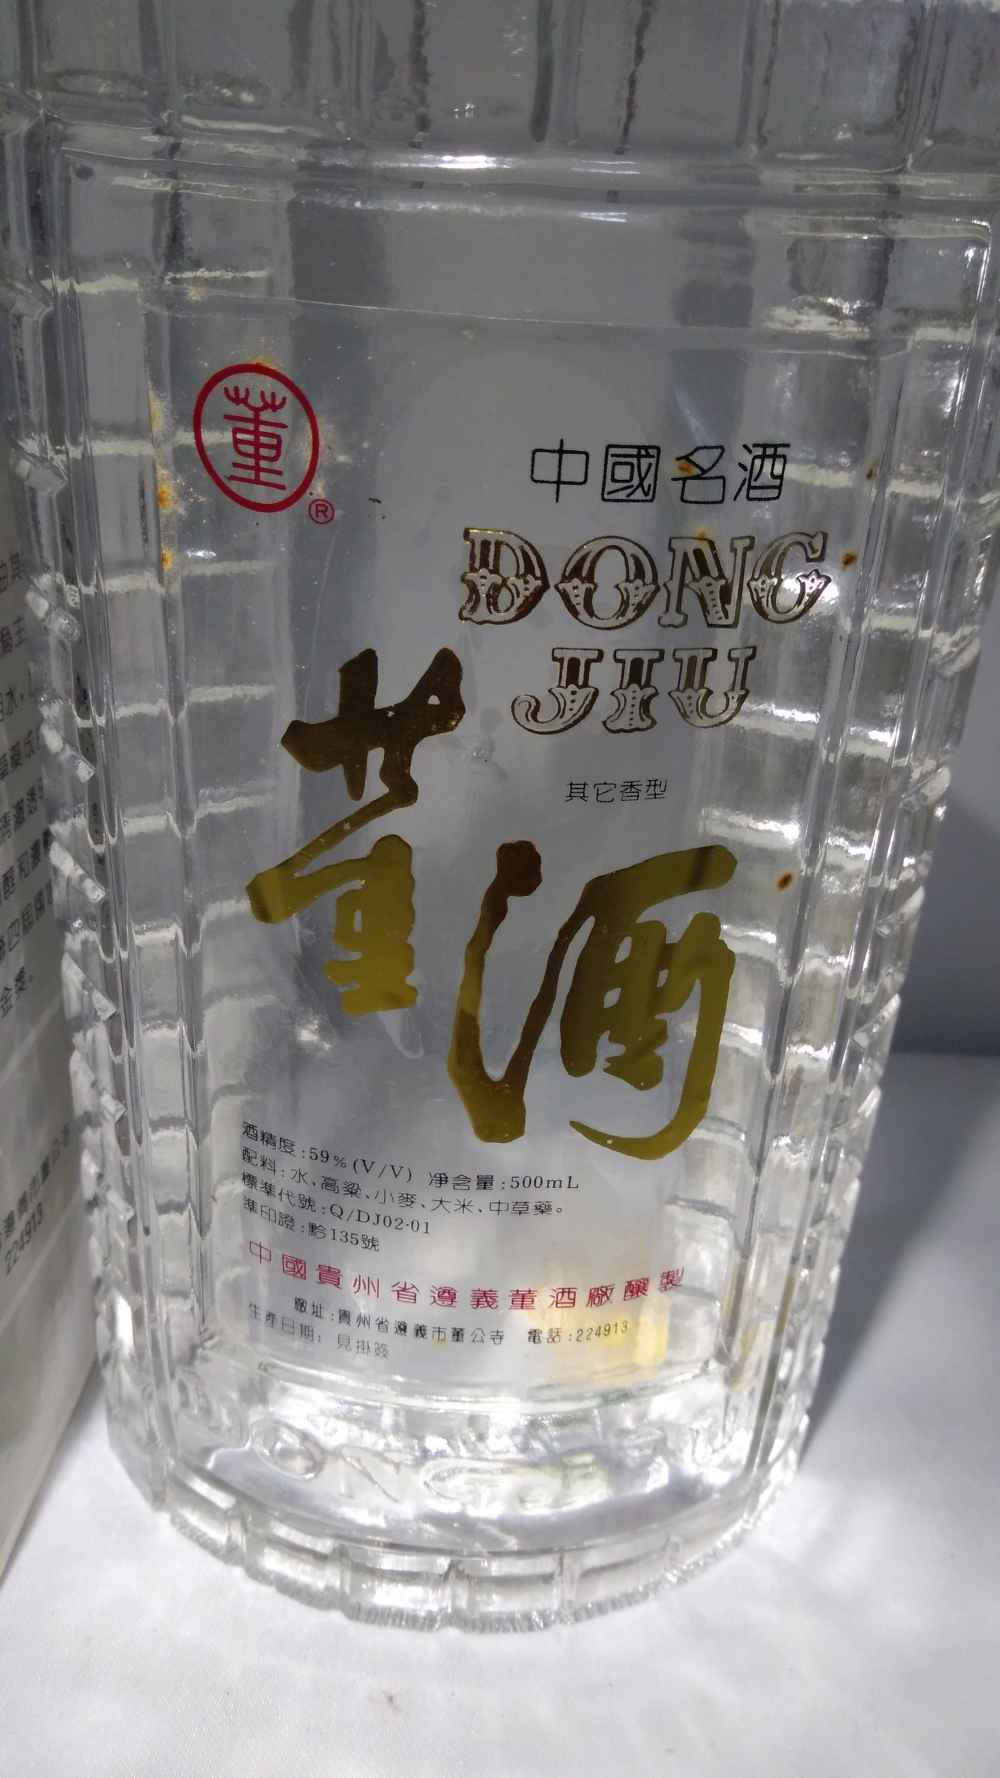 董
®
中國名酒
DONG
JIU
其它香型
董酒
酒精度:59%(V/V) 净含量:500mL
配料:水、高粱、小麥、大米、中草藥。
標準代號:Q/DJ02·01
準印證:黔135號
中國貴州省遵義董酒廠釀製
廠址:貴州省遵義市董公寺 電話:224913
生產日期: 見掛簽
224913